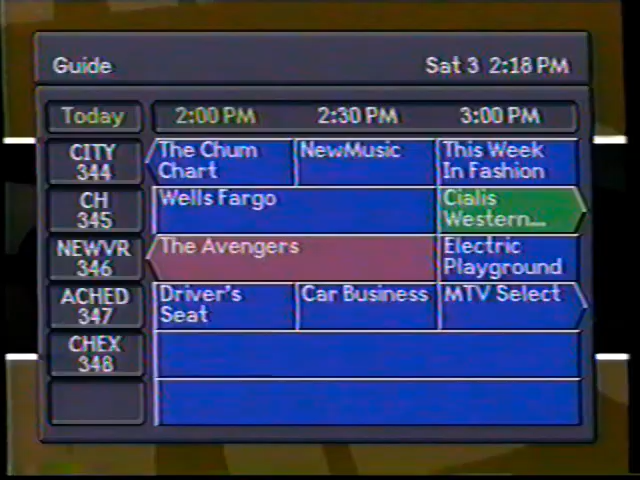 Guide Sat 3 2:18 PM
Today 2:00 PM 2:30 PM 3:00 PM
CITY 344 The Chum Chart NewMusic This Week In Fashion
CH 345 Wells Fargo Cialis Western...
NEWVR 346 The Avengers Electric Playground
ACHED 347 Driver's Seat Car Business MTV Select
CHEX 348